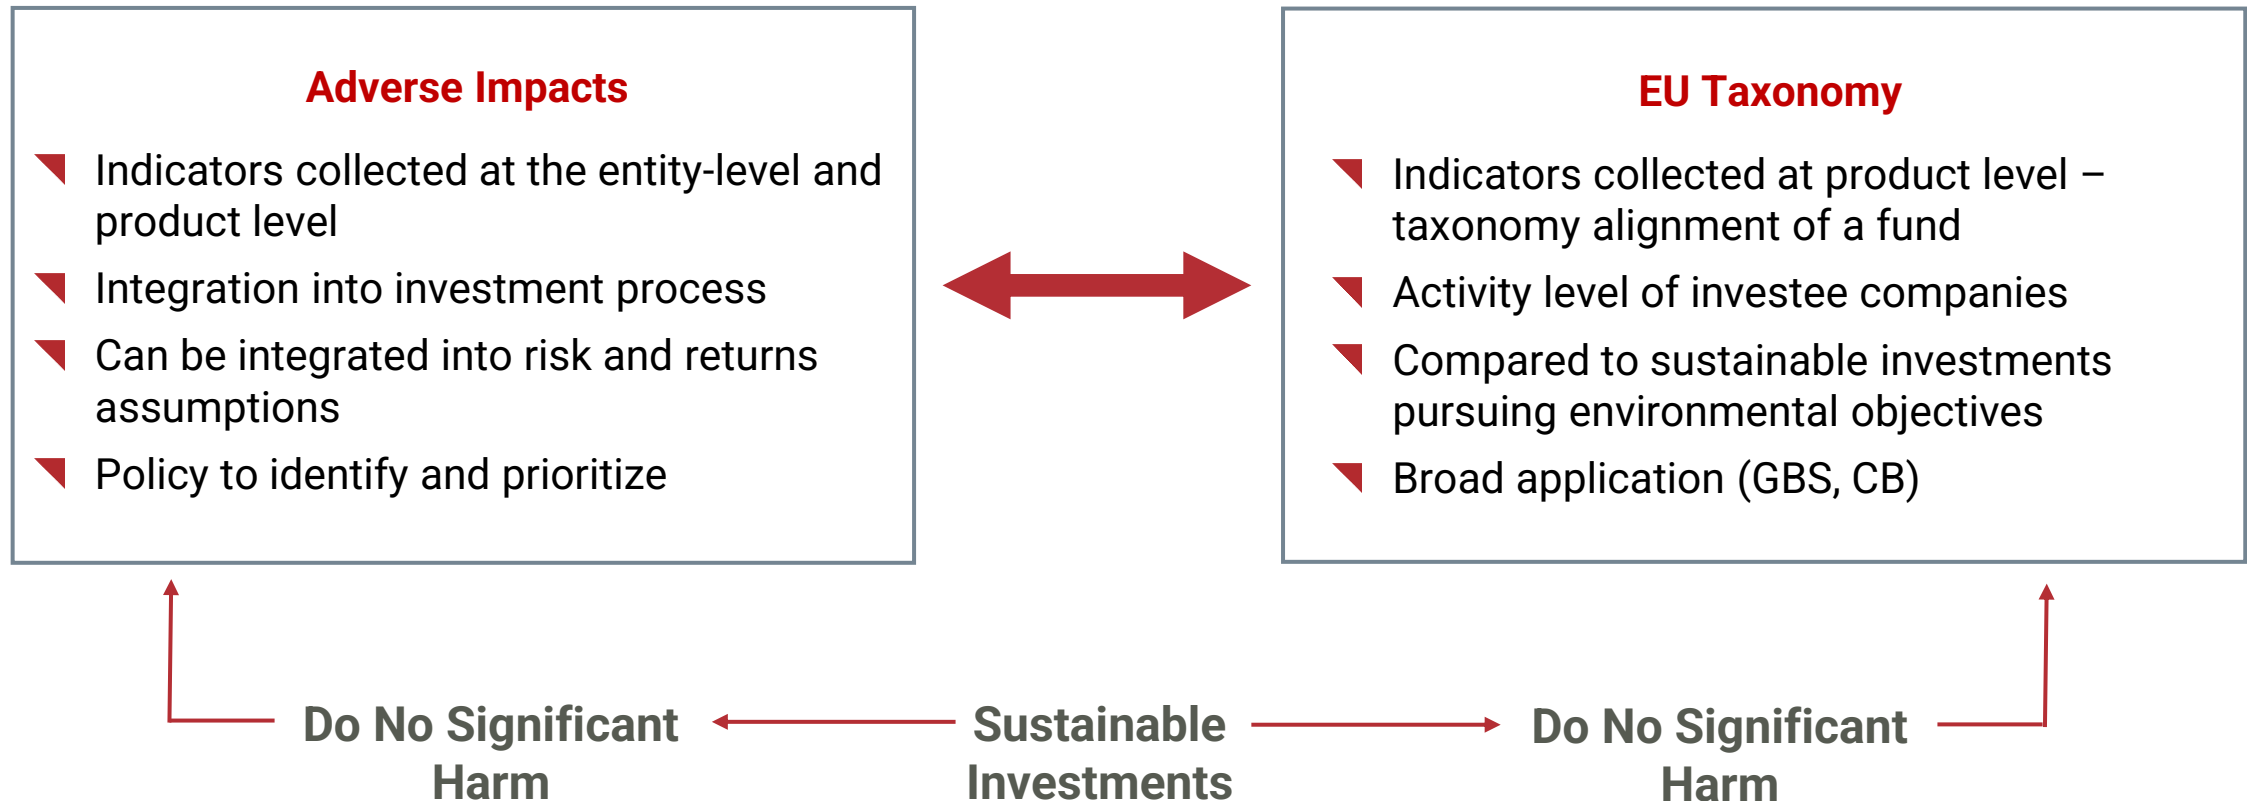 Adverse Impacts
Indicators collected at the entity-level and
product level
Integration into investment process
Can be integrated into risk and returns
assumptions
Policy to identify and prioritize
EU Taxonomy
Indicators collected at product level –
taxonomy alignment of a fund
Activity level of investee companies
Compared to sustainable investments
pursuing environmental objectives
Broad application (GBS, CB)
Do No Significant
Harm
Sustainable
Investments
Do No Significant
Harm